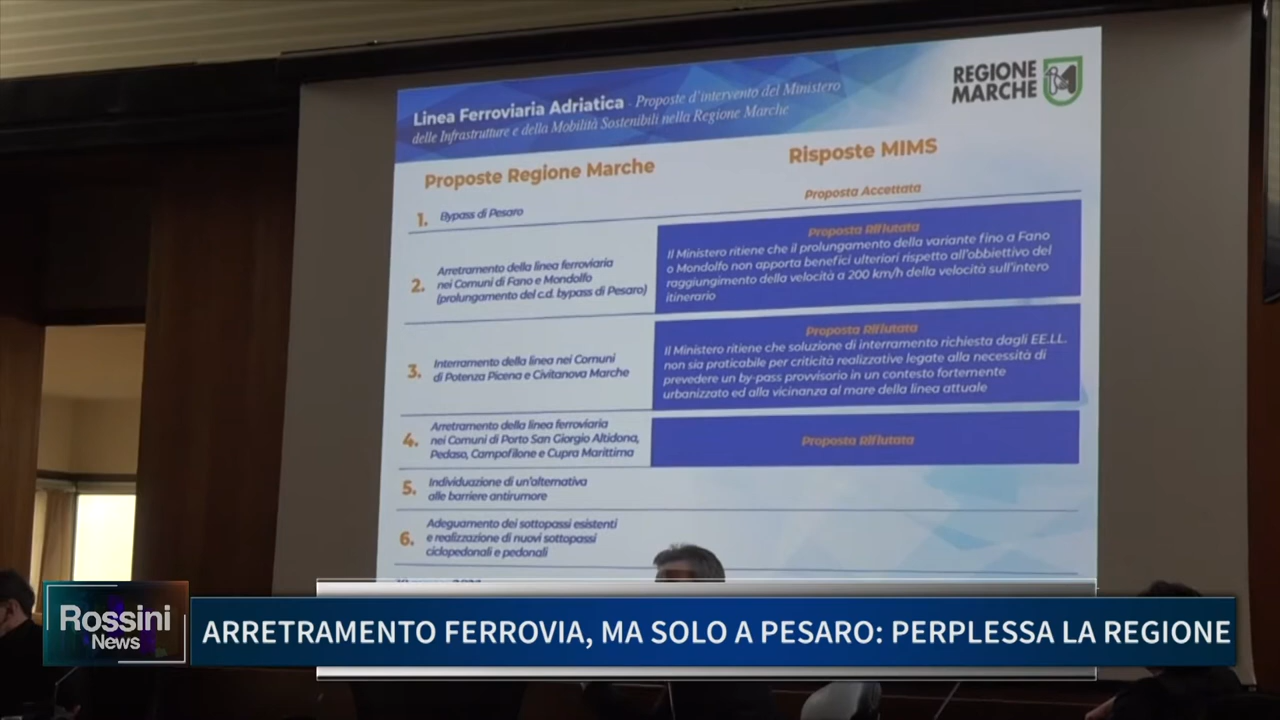 Linea Ferroviaria Adriatica - Proposte d'intervento del Ministero
delle Infrastrutture e della Mobilità Sostenibili nella Regione Marche
REGIONE
MARCHE
Proposte Regione Marche
Risposte MIMS
1. Bypass di Pesaro
Proposta Accettata
2. Arretramento della linea ferroviaria
nei Comuni di Fano e Mondolfo
(prolungamento del c.d. bypass di Pesaro)
Proposta Rifiutata
Il Ministero ritiene che il prolungamento della variante fino a Fano
o Mondolfo non apporta benefici ulteriori rispetto all'obbiettivo del
raggiungimento della velocità a 200 km/h della velocità sull'intero
itinerario
3. Interramento della linea nei Comuni
di Potenza Picena e Civitanova Marche
Proposta Rifiutata
Il Ministero ritiene che soluzione di interramento richiesta dagli EE.LL.
non sia praticabile per criticità realizzative legate alla necessità di
prevedere un by-pass provvisorio in un contesto fortemente
urbanizzato ed alla vicinanza al mare della linea attuale
4. Arretramento della linea ferroviaria
nei Comuni di Porto San Giorgio Altidona,
Pedaso, Campofilone e Cupra Marittima
Proposta Rifiutata
5. Individuazione di un'alternativa
alle barriere antirumore
6. Adeguamento dei sottopassi esistenti
e realizzazione di nuovi sottopassi
ciclopedonali e pedonali
Rossini
News
ARRETRAMENTO FERROVIA, MA SOLO A PESARO: PERPLESSA LA REGIONE